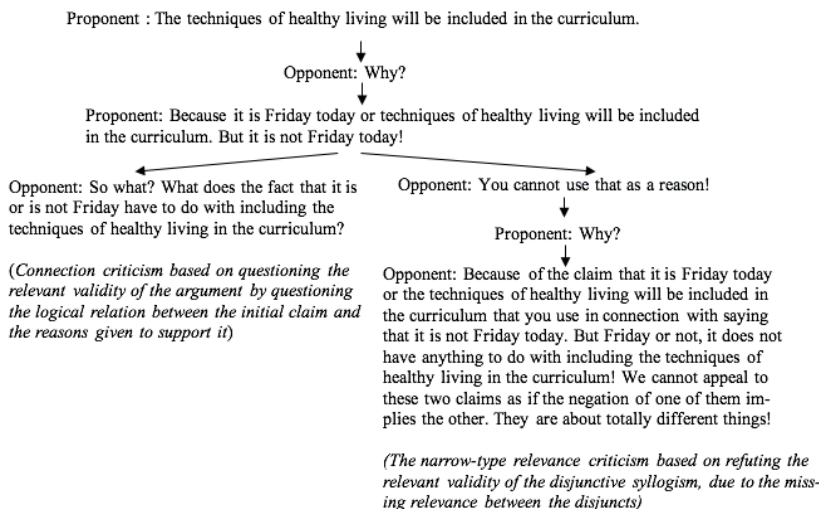 Proponent : The techniques of healthy living will be included in the curriculum.
Opponent: Why?
Proponent: Because it is Friday today or techniques of healthy living will be included
in the curriculum. But it is not Friday today!
Opponent: So what? What does the fact that it is
or is not Friday have to do with including the
techniques of healthy living in the curriculum?
(Connection criticism based on questioning the
relevant validity of the argument by questioning
the logical relation between the initial claim and
the reasons given to support it)
Opponent: You cannot use that as a reason!
Proponent: Why?
Opponent: Because of the claim that it is Friday today
or the techniques of healthy living will be included in
the curriculum that you use in connection with saying
that it is not Friday today. But Friday or not, it does not
have anything to do with including the techniques of
healthy living in the curriculum! We cannot appeal to
these two claims as if the negation of one of them im-
plies the other. They are about totally different things!
(The narrow-type relevance criticism based on refuting the
relevant validity of the disjunctive syllogism, due to the miss-
ing relevance between the disjuncts)